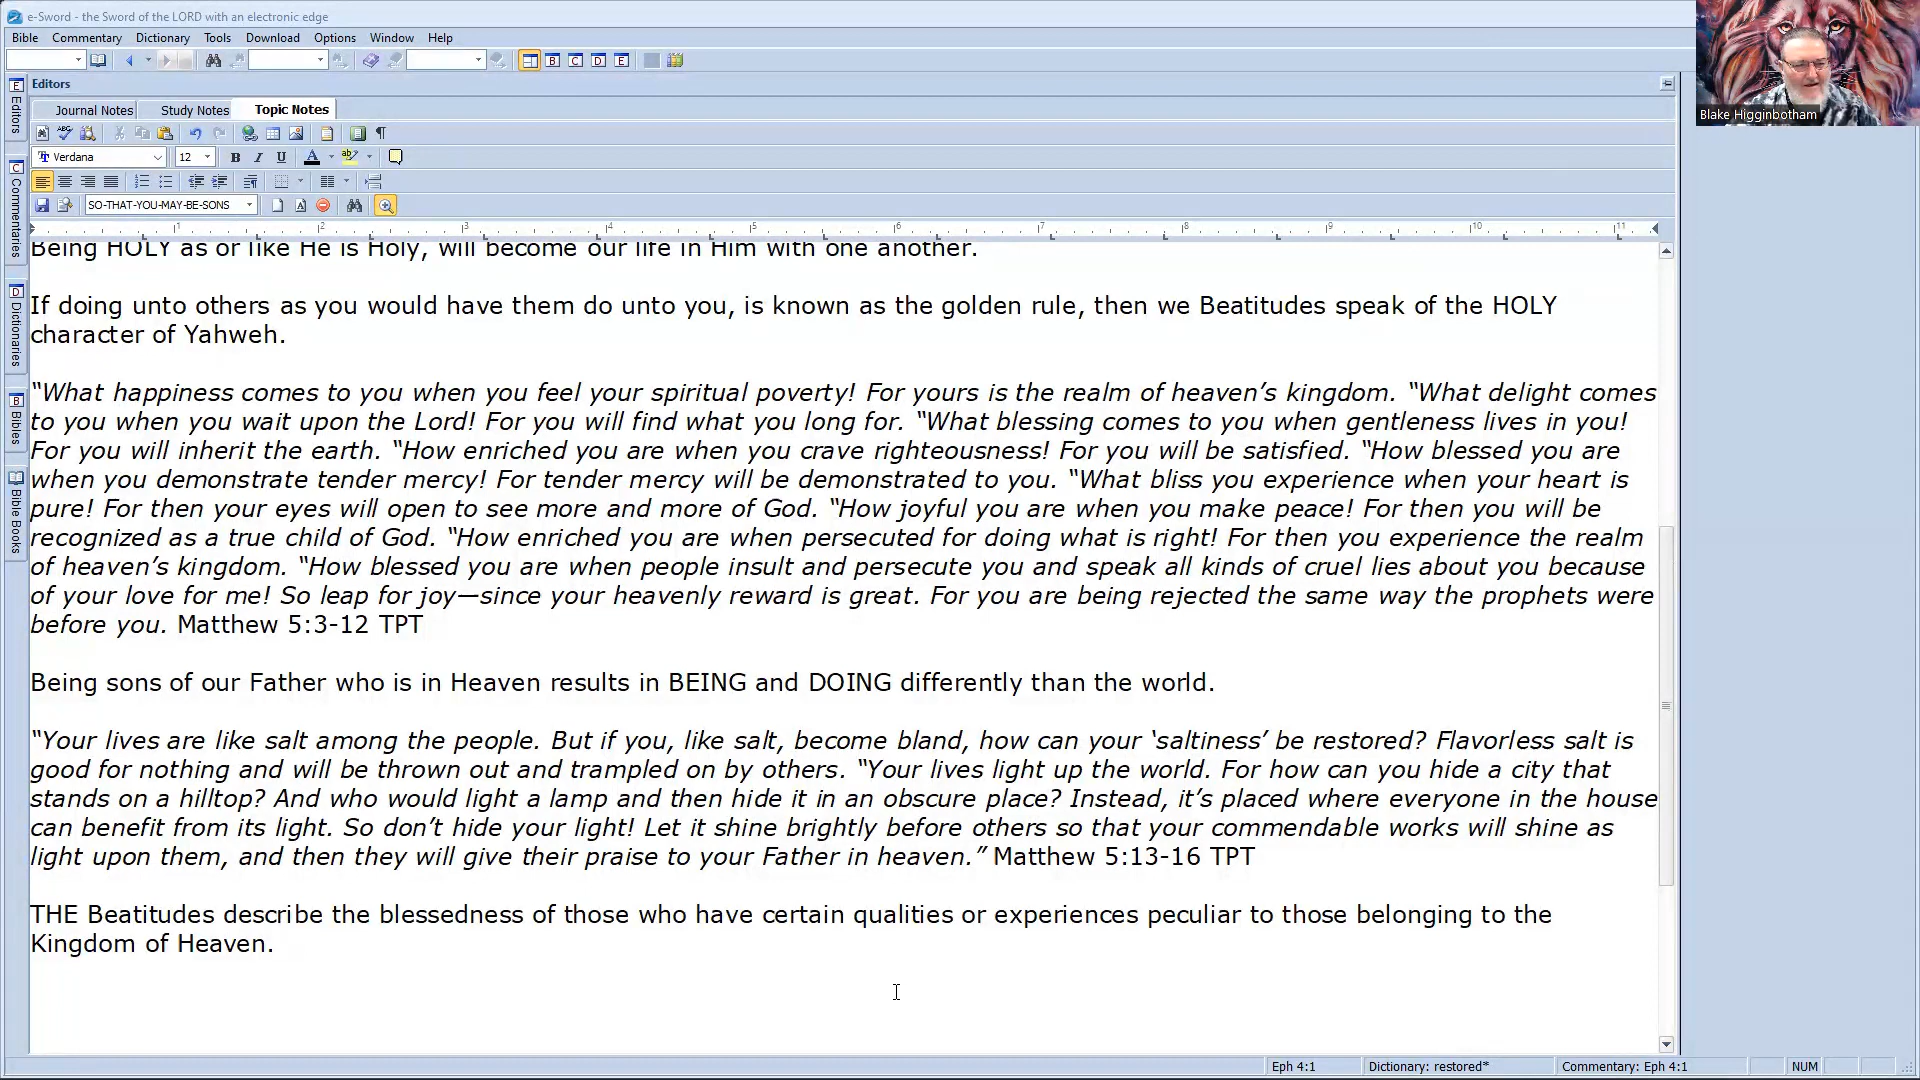 e-Sword - the Sword of the LORD with an electronic edge
Bible Commentary Dictionary Tools Download Options Window Help
B C D E
Editors
Journal Notes Study Notes Topic Notes
Verdana 12 B I U
SO-THAT-YOU-MAY-BE-SONS
1 2 3 4 5 6 7 8 9 10 11
E Editors
C Commentaries
D Dictionaries
B Bibles
Bible Books
Blake Higginbotham
Being HOLY as or like He is Holy, will become our life in Him with one another.
If doing unto others as you would have them do unto you, is known as the golden rule, then we Beatitudes speak of the HOLY
character of Yahweh.
“What happiness comes to you when you feel your spiritual poverty! For yours is the realm of heaven’s kingdom. “What delight comes
to you when you wait upon the Lord! For you will find what you long for. “What blessing comes to you when gentleness lives in you!
For you will inherit the earth. “How enriched you are when you crave righteousness! For you will be satisfied. “How blessed you are
when you demonstrate tender mercy! For tender mercy will be demonstrated to you. “What bliss you experience when your heart is
pure! For then your eyes will open to see more and more of God. “How joyful you are when you make peace! For then you will be
recognized as a true child of God. “How enriched you are when persecuted for doing what is right! For then you experience the realm
of heaven’s kingdom. “How blessed you are when people insult and persecute you and speak all kinds of cruel lies about you because
of your love for me! So leap for joy—since your heavenly reward is great. For you are being rejected the same way the prophets were
before you. Matthew 5:3-12 TPT
Being sons of our Father who is in Heaven results in BEING and DOING differently than the world.
“Your lives are like salt among the people. But if you, like salt, become bland, how can your ‘saltiness’ be restored? Flavorless salt is
good for nothing and will be thrown out and trampled on by others. “Your lives light up the world. For how can you hide a city that
stands on a hilltop? And who would light a lamp and then hide it in an obscure place? Instead, it’s placed where everyone in the house
can benefit from its light. So don’t hide your light! Let it shine brightly before others so that your commendable works will shine as
light upon them, and then they will give their praise to your Father in heaven.” Matthew 5:13-16 TPT
THE Beatitudes describe the blessedness of those who have certain qualities or experiences peculiar to those belonging to the
Kingdom of Heaven.
Eph 4:1 Dictionary: restored* Commentary: Eph 4:1 NUM